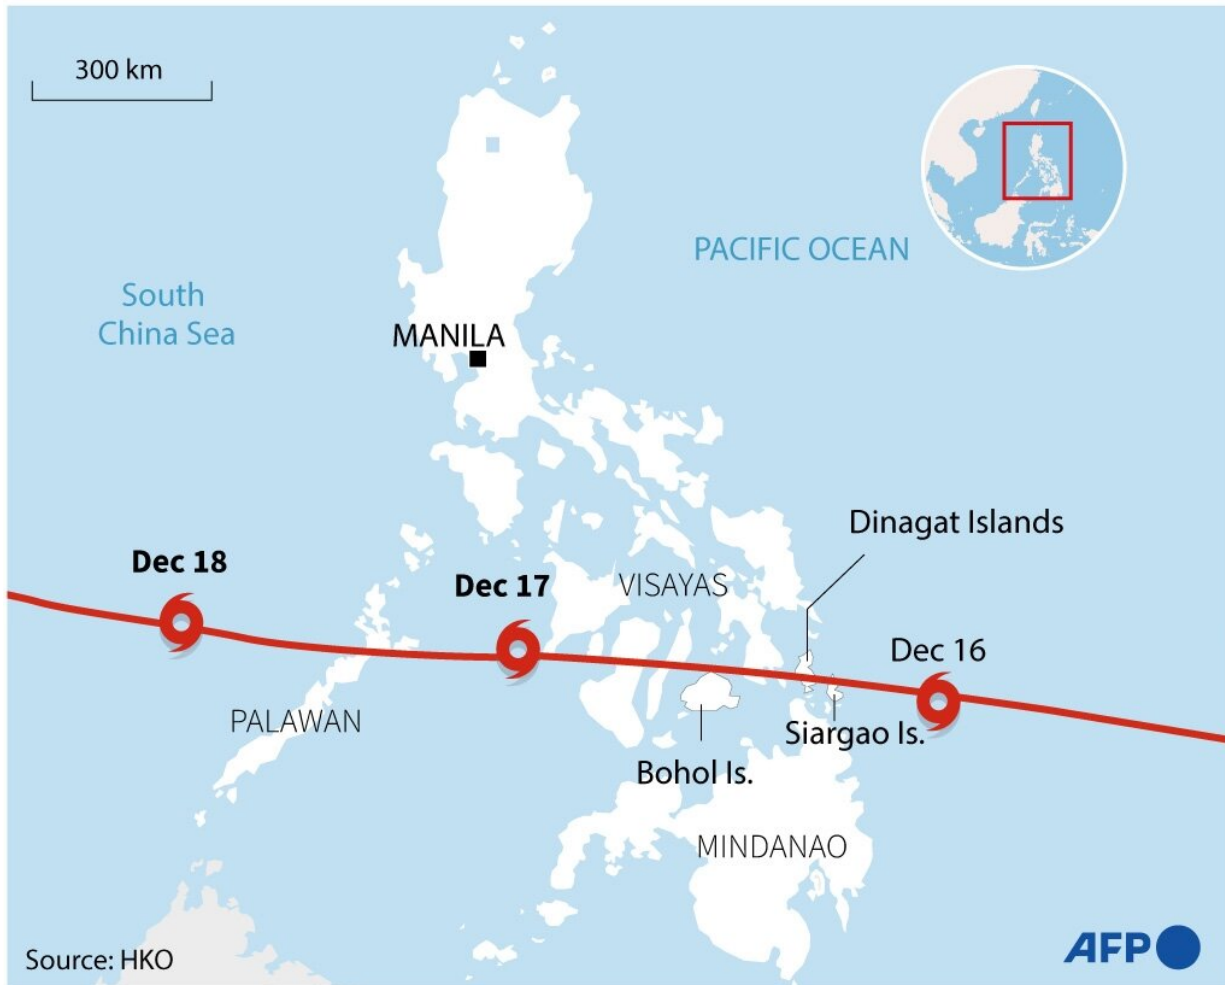 300 km
PACIFIC OCEAN
South
China Sea
MANILA
Dinagat Islands
Dec 18
Dec 17
VISAYAS
Dec 16
PALAWAN
Siargao Is.
Bohol Is.
MINDANAO
Source: HKO
AFP